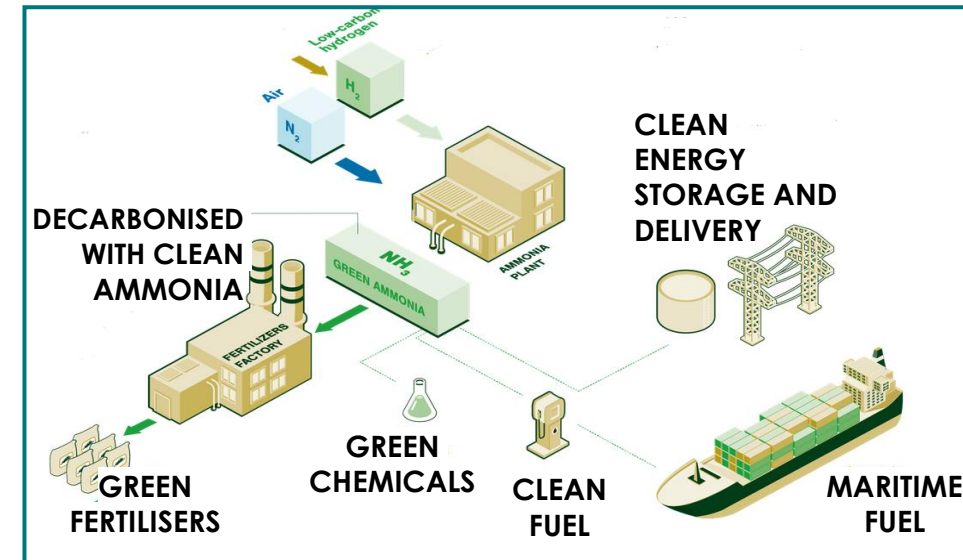 Low-carbon
hydrogen
H2
Air
N2
AMMONIA
PLANT
CLEAN
ENERGY
STORAGE AND
DELIVERY
DECARBONISED
WITH CLEAN
AMMONIA
NH3
GREEN AMMONIA
FERTILIZERS
FACTORY
GREEN
FERTILISERS
GREEN
CHEMICALS
CLEAN
FUEL
MARITIME
FUEL